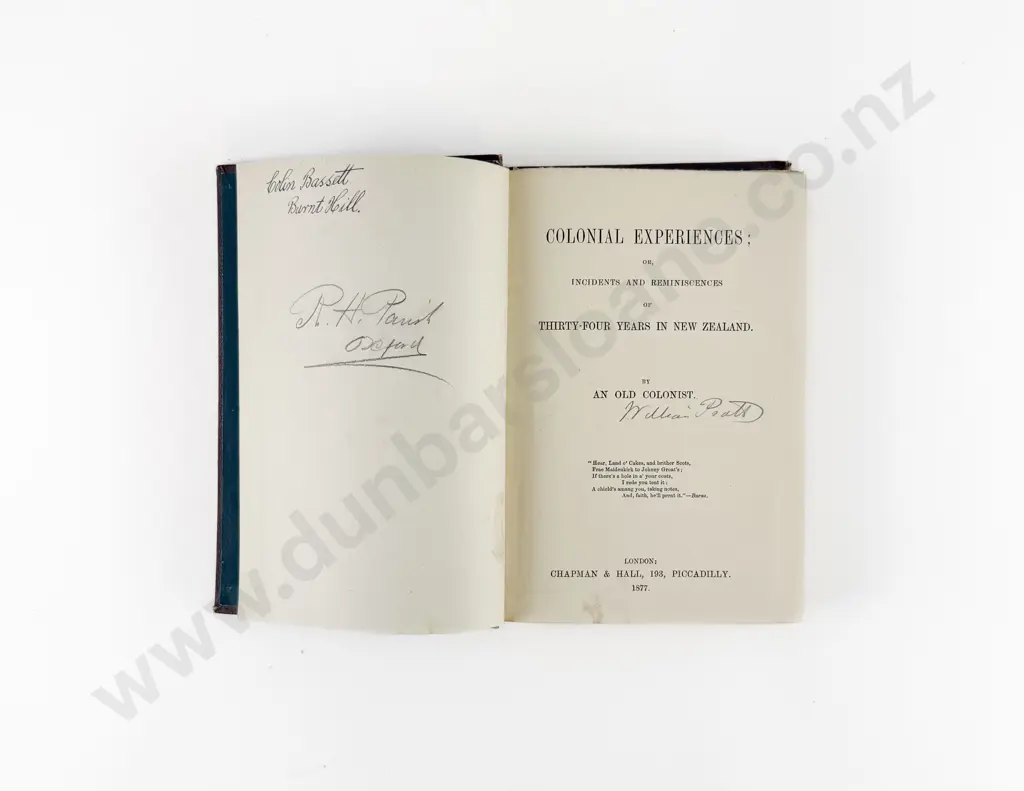 Colin Bassett
Burnt Hill.
R. H. Parish
Oxford
COLONIAL EXPERIENCES;
OR,
INCIDENTS AND REMINISCENCES
OF
THIRTY-FOUR YEARS IN NEW ZEALAND.
BY
AN OLD COLONIST.
William Pratt
"Hear, Land o' Cakes, and brither Scots,
Frae Maidenkirk to Johnny Groat's;
If there's a hole in a' your coats,
I rede you tent it:
A chield's amang you, taking notes,
And, faith, he'll prent it."—Burns.
LONDON:
CHAPMAN & HALL, 193, PICCADILLY.
1877.
www.dunbarsloane.co.nz